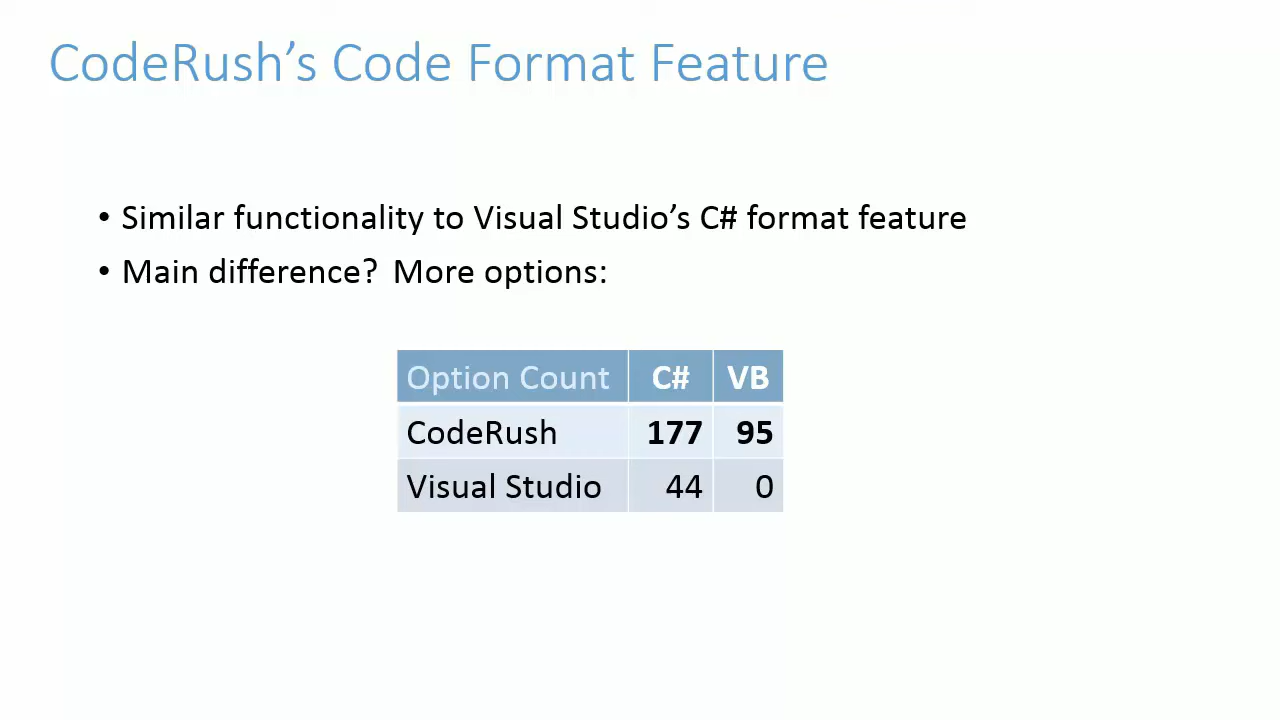 CodeRush’s Code Format Feature
• Similar functionality to Visual Studio’s C# format feature
• Main difference? More options:
Option Count C# VB
CodeRush 177 95
Visual Studio 44 0